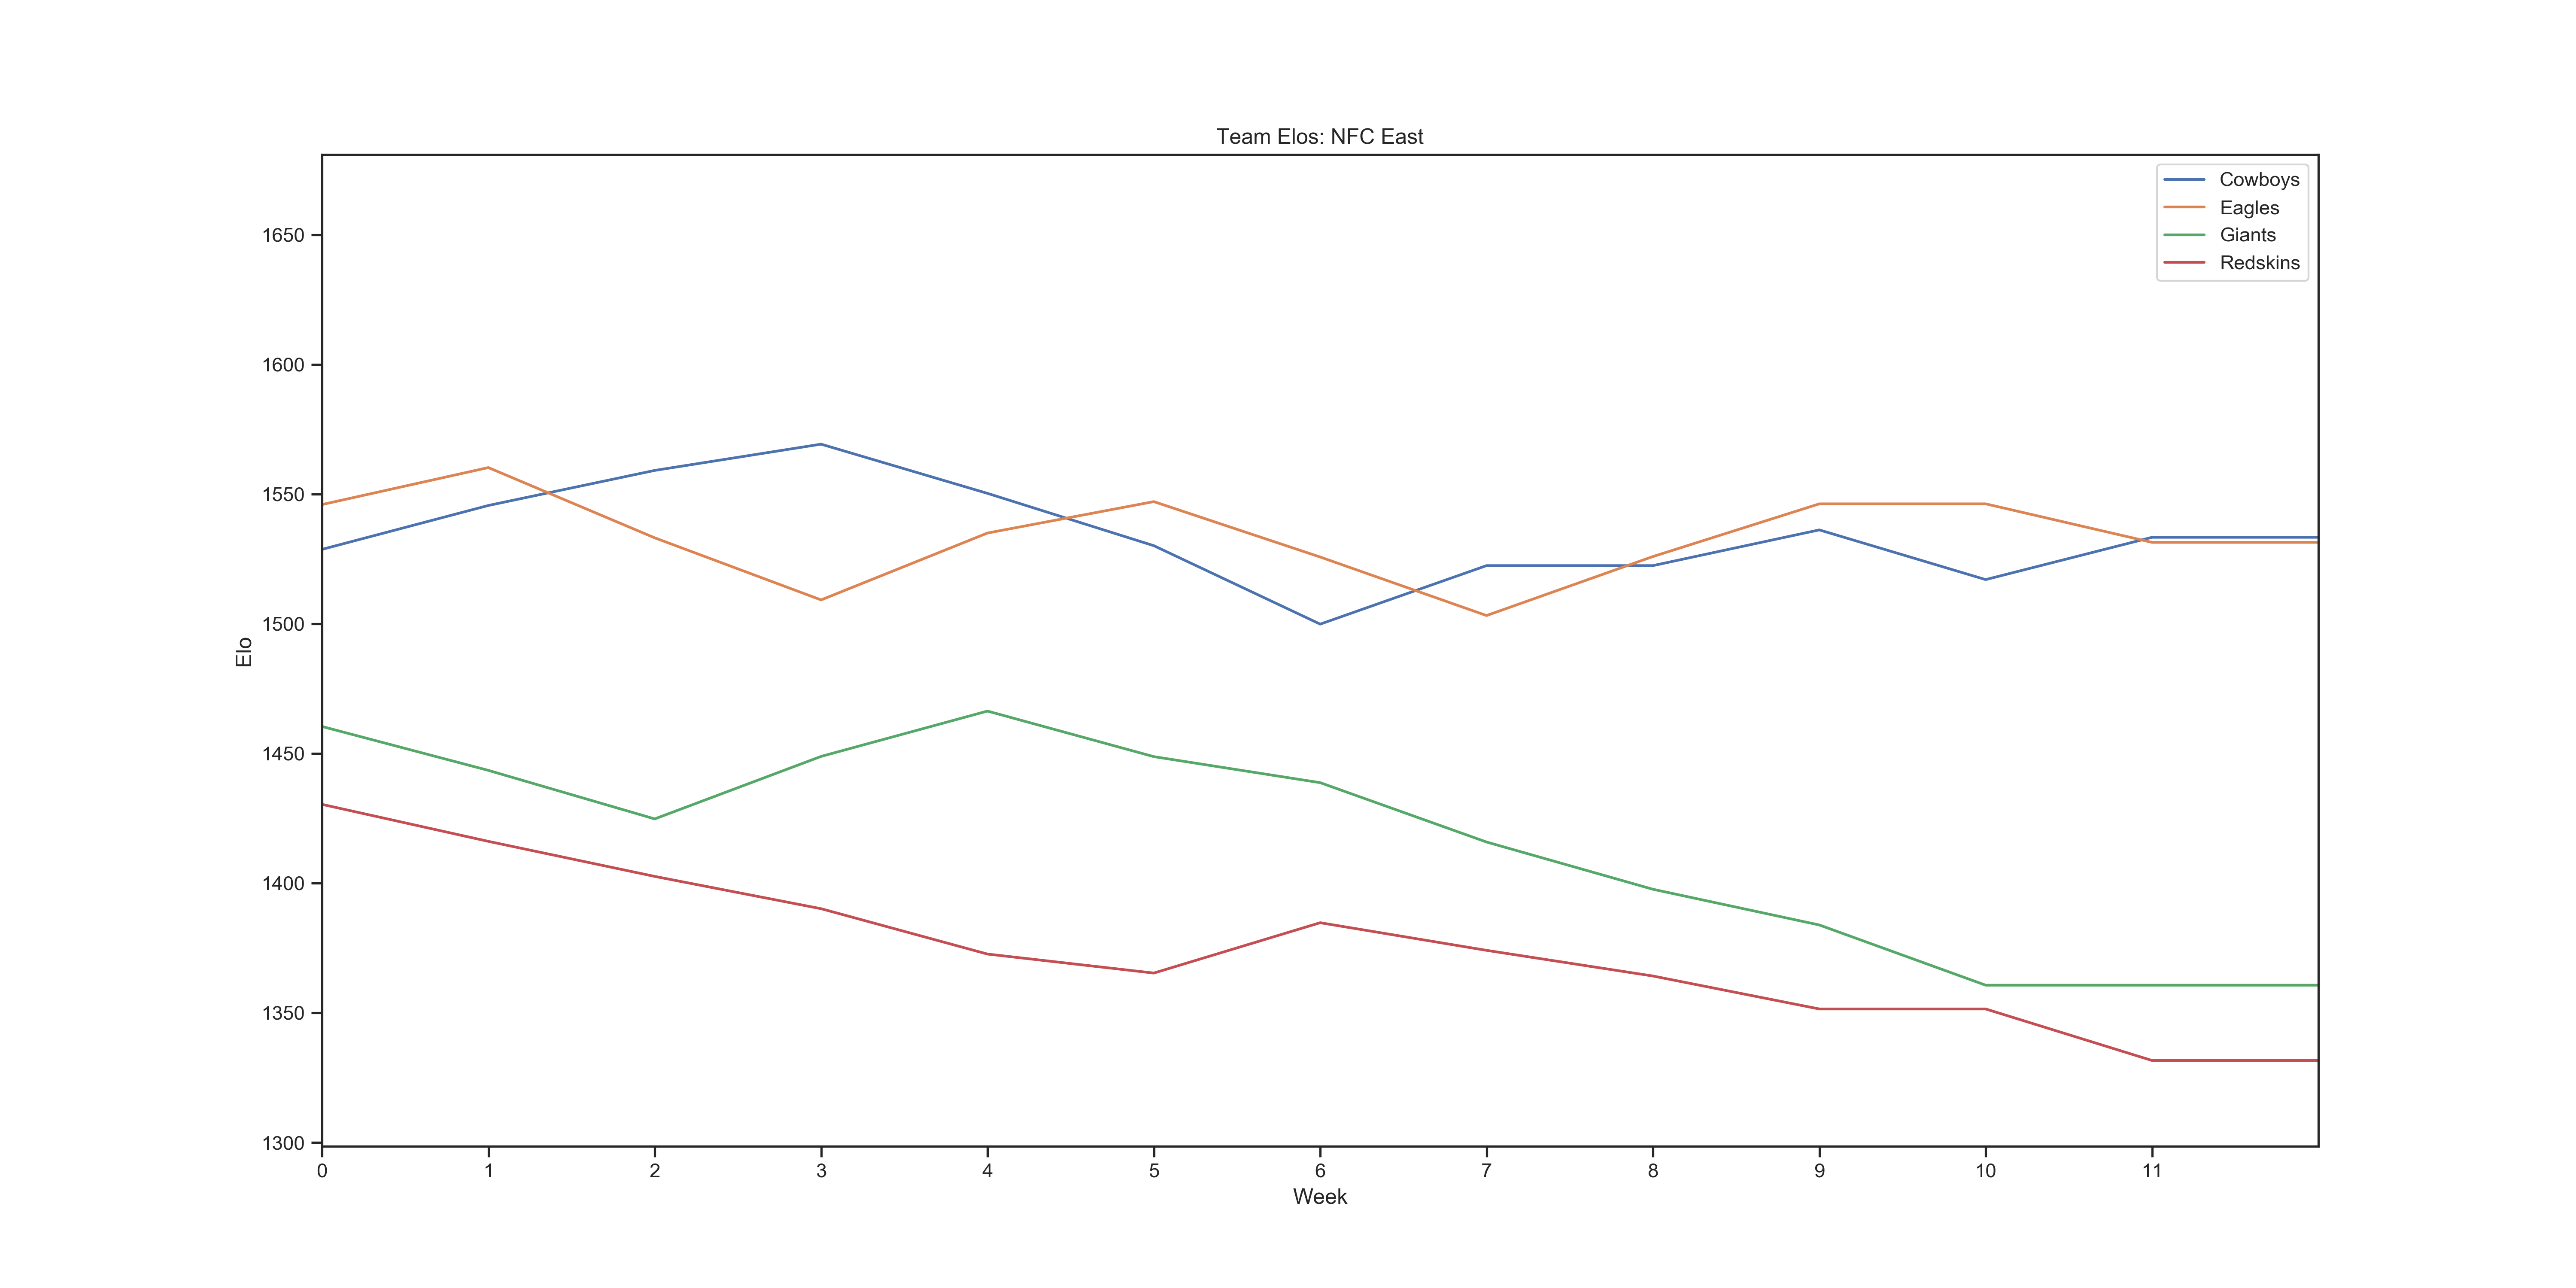 Team Elos: NFC East
Cowboys
Eagles
Giants
Redskins
1650
1600
1550
1500
1450
1400
1350
1300
Elo
0 1 2 3 4 5 6 7 8 9 10 11
Week